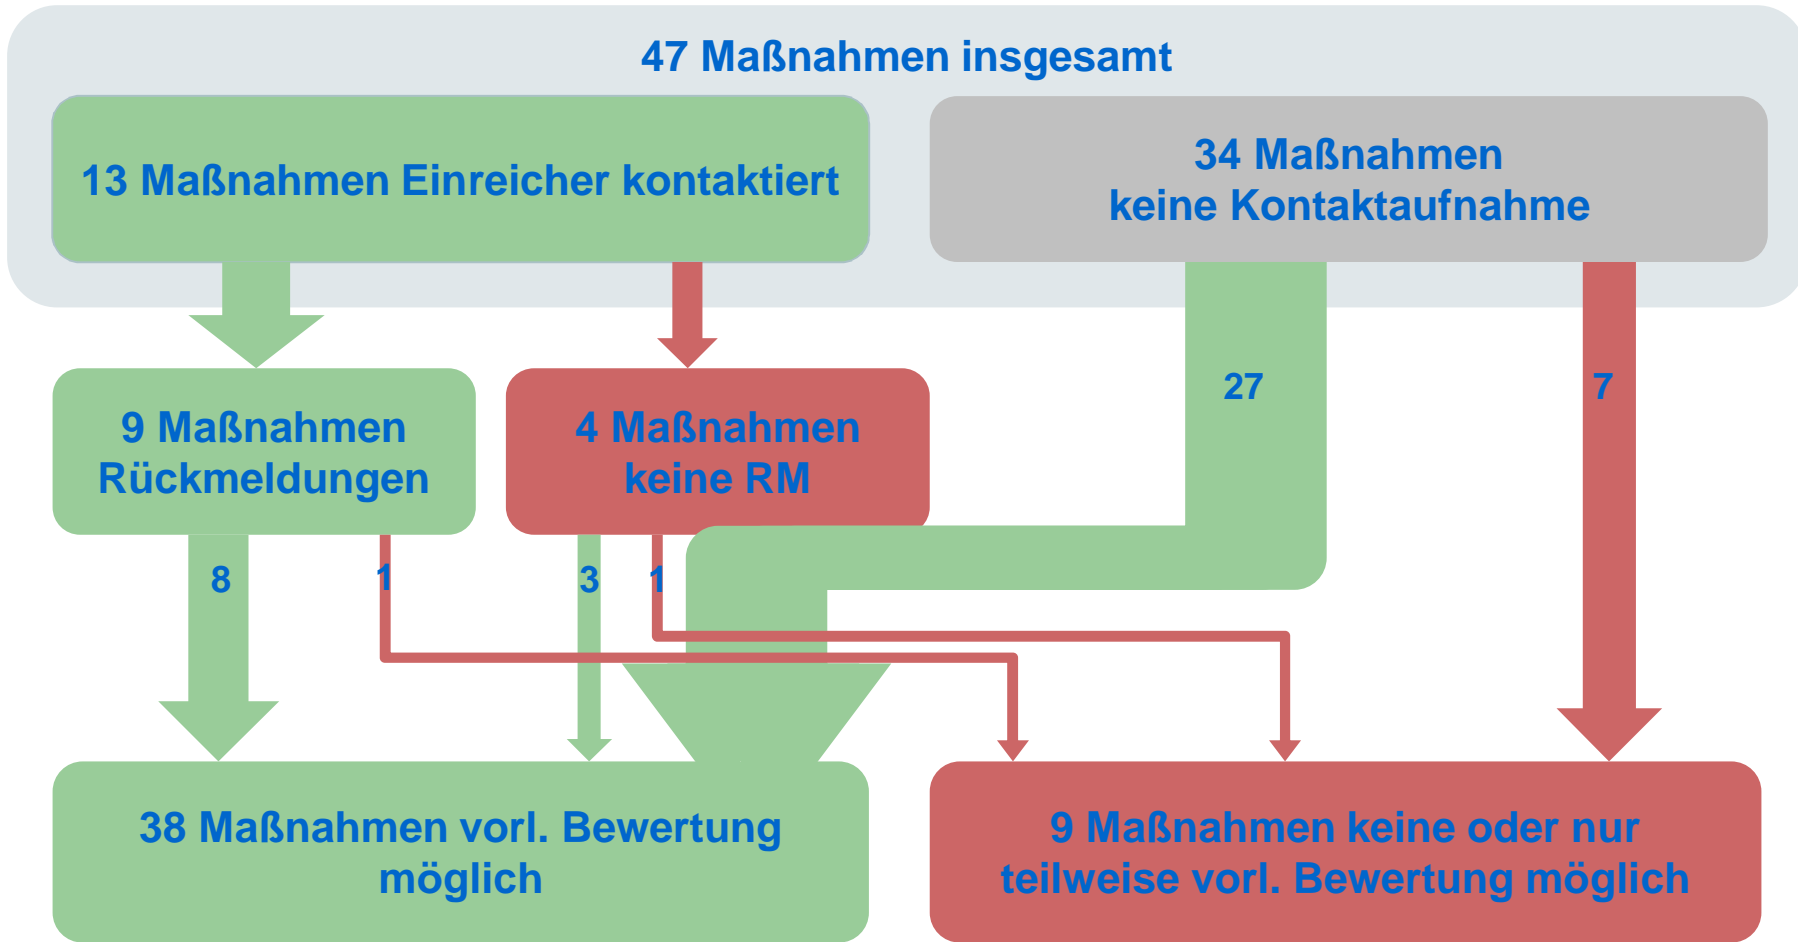 47 Maßnahmen insgesamt
13 Maßnahmen Einreicher kontaktiert
34 Maßnahmen
keine Kontaktaufnahme
27
7
9 Maßnahmen
Rückmeldungen
4 Maßnahmen
keine RM
8
1
3
1
38 Maßnahmen vorl. Bewertung
möglich
9 Maßnahmen keine oder nur
teilweise vorl. Bewertung möglich